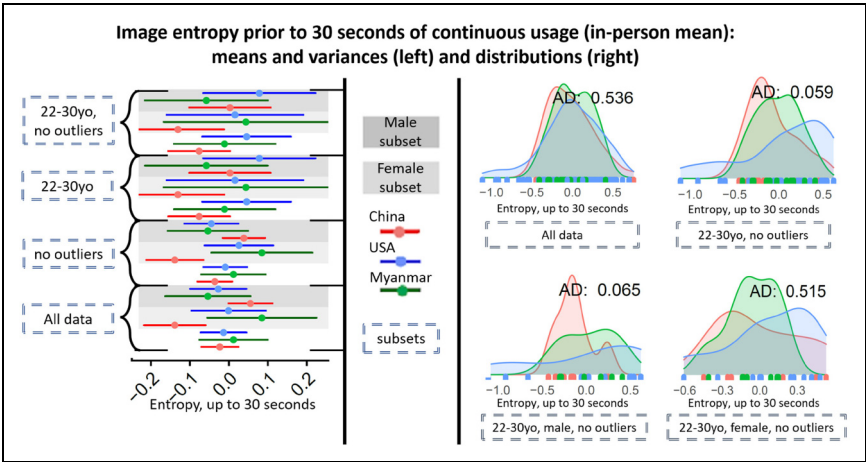 Image entropy prior to 30 seconds of continuous usage (in-person mean):
means and variances (left) and distributions (right)
22-30yo,
no outliers
22-30yo
no outliers
All data
-0.2
-0.1
0.0
0.1
0.2
Entropy, up to 30 seconds
Male
subset
Female
subset
China
USA
Myanmar
subsets
AD: 0.536
-1.0 -0.5 0.0 0.5
Entropy, up to 30 seconds
All data
AD: 0.059
-1.0 -0.5 0.0 0.5
Entropy, up to 30 seconds
22-30yo, no outliers
AD: 0.065
-1.0 -0.5 0.0 0.5
Entropy, up to 30 seconds
22-30yo, male, no outliers
AD: 0.515
-0.6 -0.3 0.0 0.3
Entropy, up to 30 seconds
22-30yo, female, no outliers